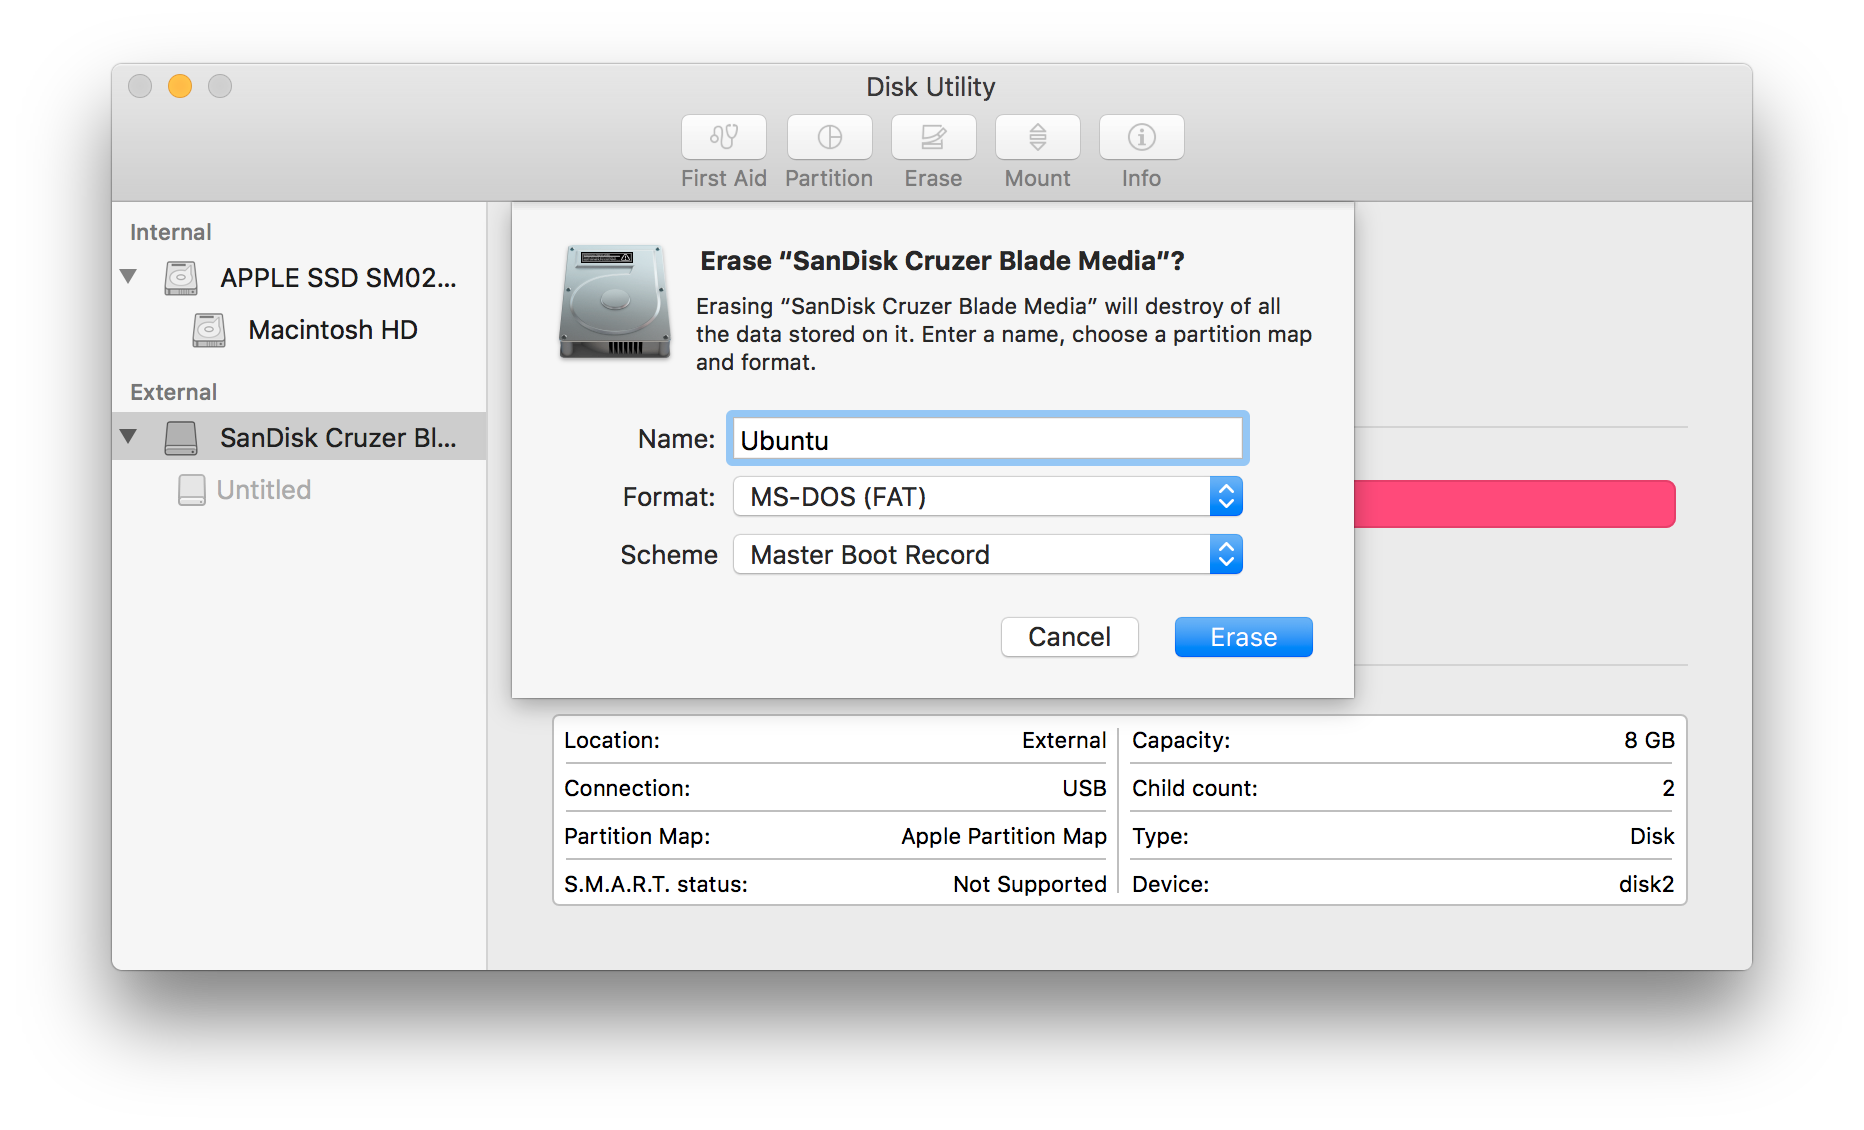 Disk Utility
First Aid
Partition
Erase
Mount
Info
Internal
APPLE SSD SM02...
Macintosh HD
External
SanDisk Cruzer Bl...
Untitled
Erase “SanDisk Cruzer Blade Media”?
Erasing “SanDisk Cruzer Blade Media” will destroy of all
the data stored on it. Enter a name, choose a partition map
and format.
Name: Ubuntu
Format: MS-DOS (FAT)
Scheme Master Boot Record
Cancel
Erase
Location: External
Capacity: 8 GB
Connection: USB
Child count: 2
Partition Map: Apple Partition Map
Type: Disk
S.M.A.R.T. status: Not Supported
Device: disk2